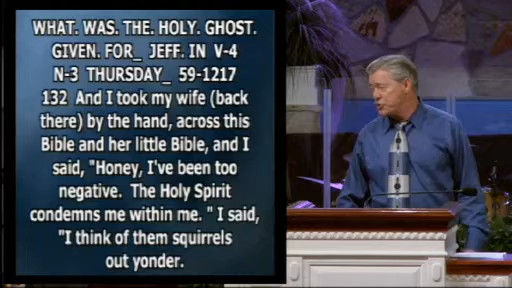 WHAT. WAS. THE. HOLY. GHOST.
GIVEN. FOR_ JEFF. IN V-4
N-3 THURSDAY_ 59-1217
132 And I took my wife (back
there) by the hand, across this
Bible and her little Bible, and I
said, "Honey, I've been too
negative. The Holy Spirit
condemns me within me. " I said,
"I think of them squirrels
out yonder.